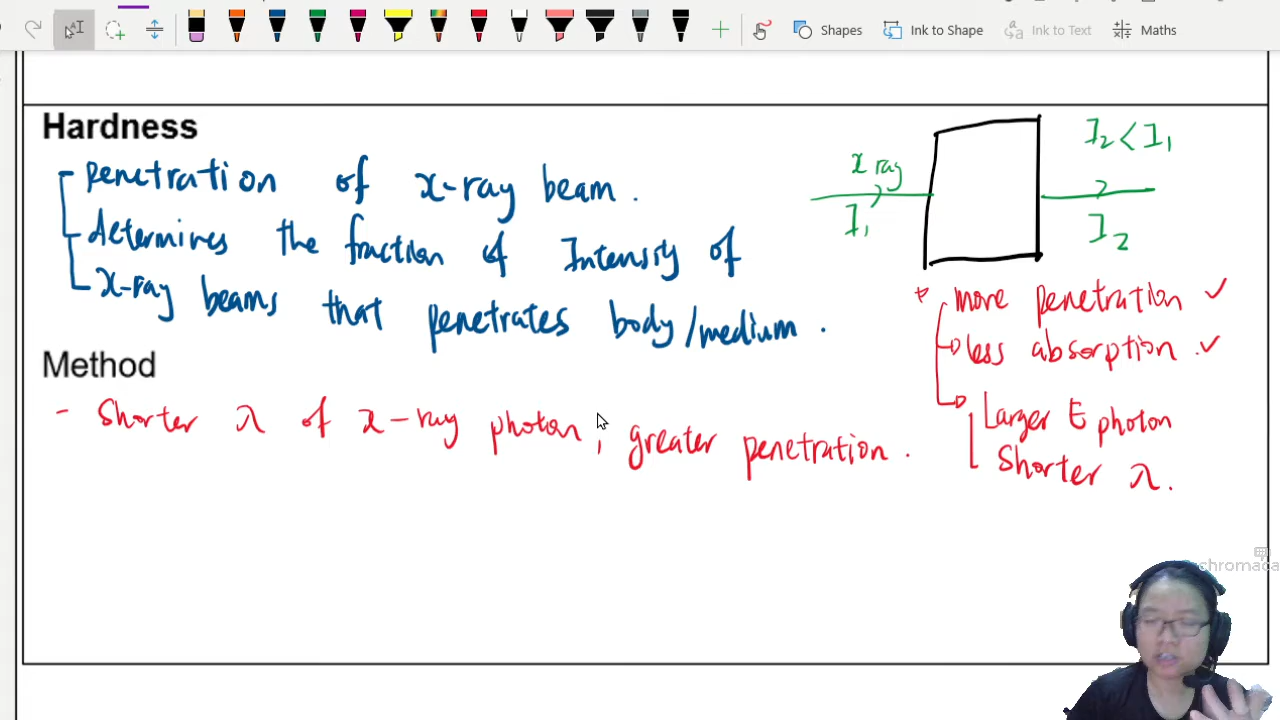 Shapes
Ink to Shape
Ink to Text
Maths
Hardness
penetration of x-ray beam.
determines the fraction of Intensity of
x-ray beams that penetrates body/medium.
x ray
I₁
I₂ < I₁
I₂
* more penetration ✓
less absorption. ✓
Larger E photon
Shorter λ.
Method
- Shorter λ of x-ray photon, greater penetration.
chromaca